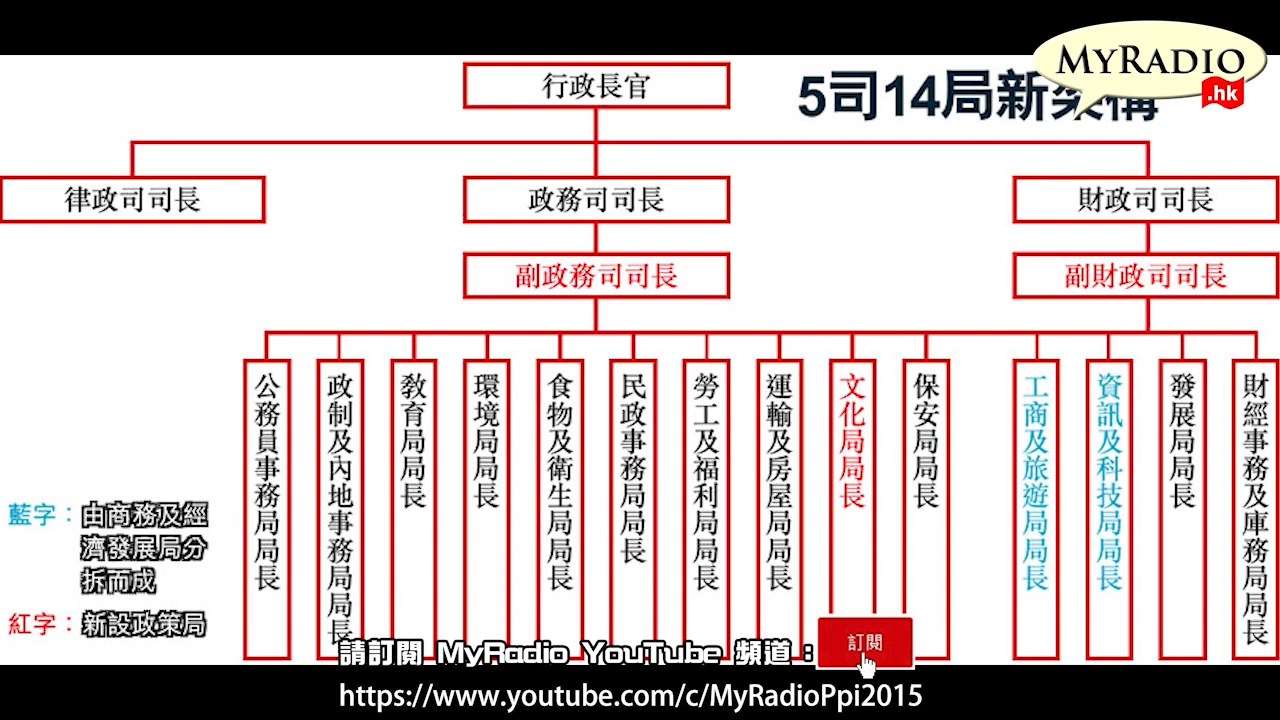 MYRADIO
.hk
5司14局新架構
行政長官
律政司司長
政務司司長
財政司司長
副政務司司長
副財政司司長
公務員事務局局長
政制及內地事務局局長
教育局局長
環境局局長
食物及衛生局局長
民政事務局局長
勞工及福利局局長
運輸及房屋局局長
文化局局長
保安局局長
工商及旅遊局局長
資訊及科技局局長
發展局局長
財經事務及庫務局局長
藍字：由商務及經
濟發展局分
拆而成
紅字：新設政策局
請訂閱 MyRadio YouTube 頻道：
訂閱
https://www.youtube.com/c/MyRadioPpi2015